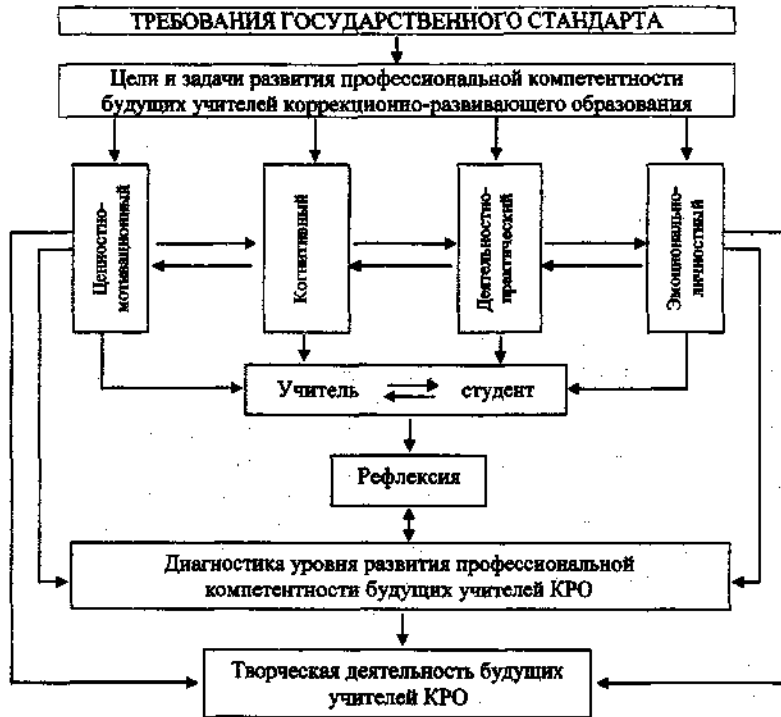 ТРЕБОВАНИЯ ГОСУДАРСТВЕННОГО СТАНДАРТА
Цели и задачи развития профессиональной компетентности
будущих учителей коррекционно-развивающего образования
Ценностно-
мотивационный
Когнитивный
Деятельностно-
практический
Эмоционально-
личностный
Учитель студент
Рефлексия
Диагностика уровня развития профессиональной
компетентности будущих учителей КРО
Творческая деятельность будущих
учителей КРО